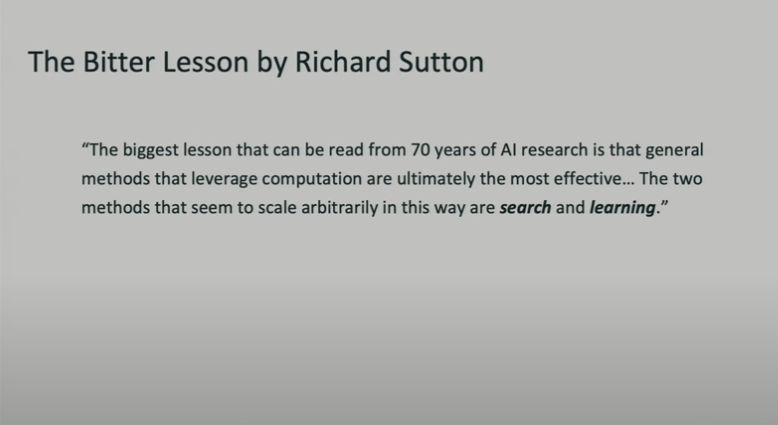 The Bitter Lesson by Richard Sutton
“The biggest lesson that can be read from 70 years of AI research is that general
methods that leverage computation are ultimately the most effective... The two
methods that seem to scale arbitrarily in this way are search and learning.”